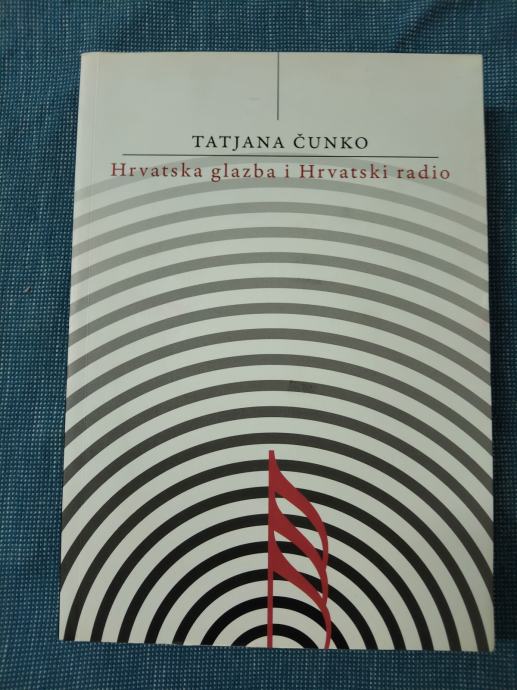 TATJANA ČUNKO
Hrvatska glazba i Hrvatski radio